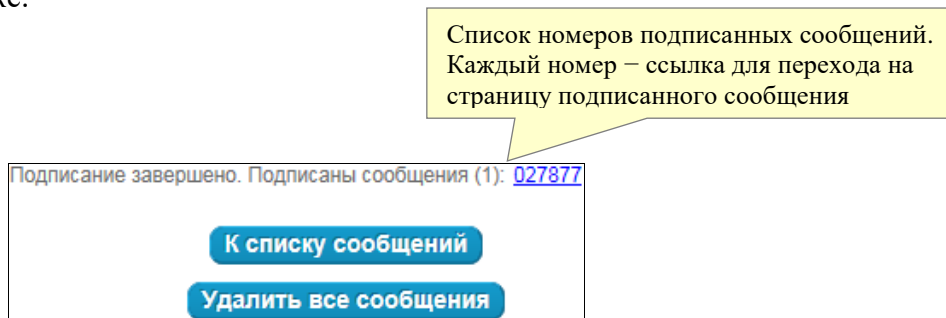 Список номеров подписанных сообщений.
Каждый номер − ссылка для перехода на
страницу подписанного сообщения
Подписание завершено. Подписаны сообщения (1): 027877
К списку сообщений
Удалить все сообщения